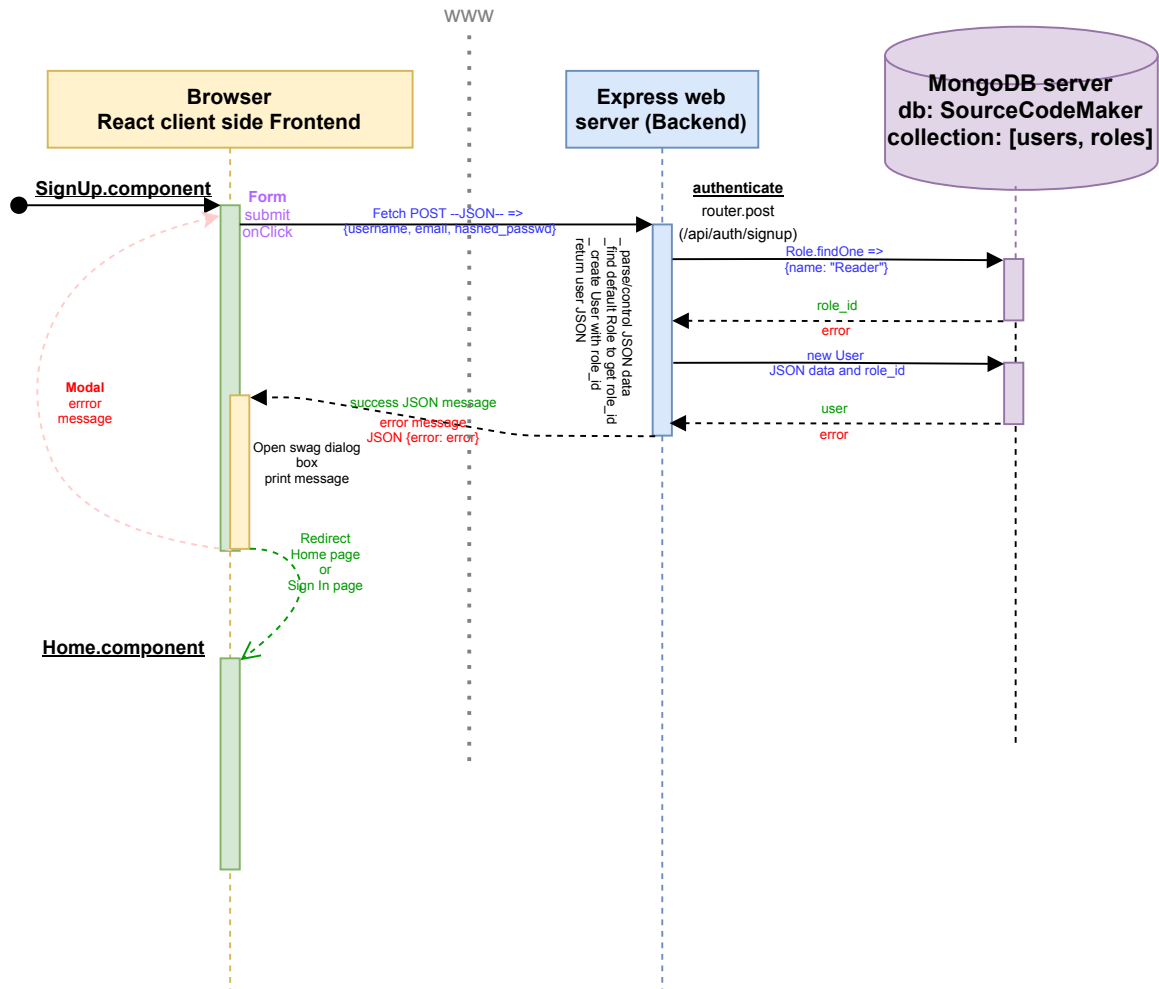 www
Browser
React client side Frontend
Express web
server (Backend)
MongoDB server
db: SourceCodeMaker
collection: [users, roles]
SignUp.component
Form
submit
onClick
Fetch POST --JSON-- =>
{username, email, hashed_passwd}
authenticate
router.post
(/api/auth/signup)
_ parse/control JSON data
_find default Role to get role_id
_ create User with role_id
return user JSON
Role.findOne =>
{name: "Reader"}
role_id
error
new User
JSON data and role_id
user
error
Modal
errror
message
success JSON message
error message
JSON {error: error}
Open swag dialog
box
print message
Redirect
Home page
or
Sign In page
Home.component